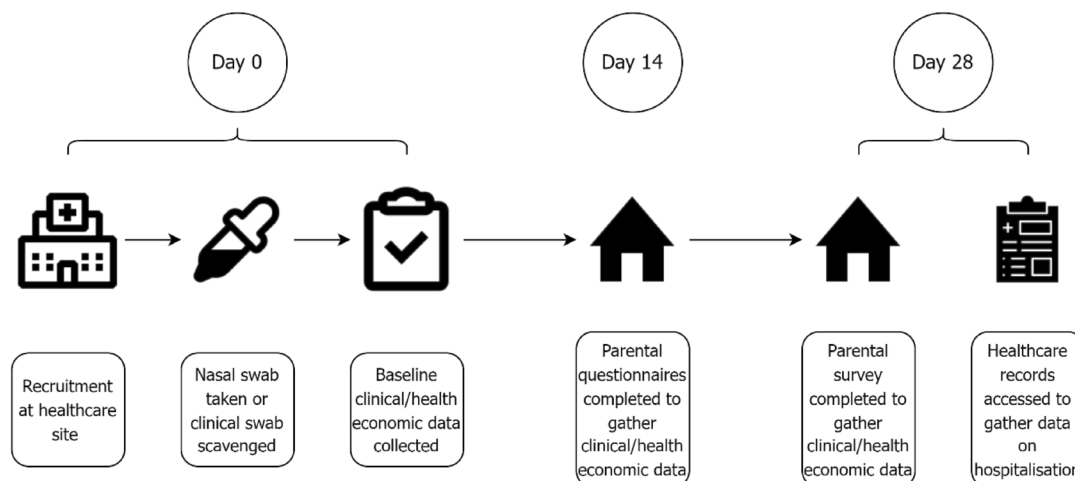 Day 0
Day 14
Day 28
Recruitment
at healthcare
site
Nasal swab
taken or
clinical swab
scavenged
Baseline
clinical/health
economic data
collected
Parental
questionnaires
completed to
gather
clinical/health
economic data
Parental
survey
completed to
gather
clinical/health
economic data
Healthcare
records
accessed to
gather data
on
hospitalisation